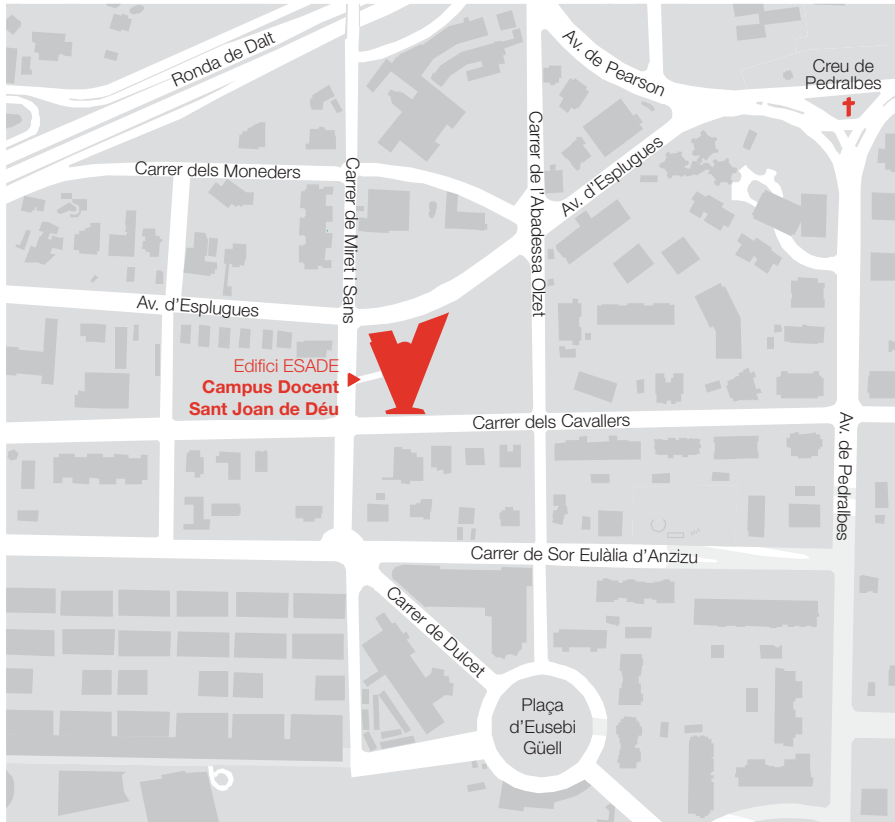 Ronda de Dalt
Av. de Pearson
Creu de
Pedralbes
Carrer dels Moneders
Carrer de Miret i Sans
Carrer de l'Abadessa Olzet
Av. d'Esplugues
Av. d'Esplugues
Edifici ESADE
Campus Docent
Sant Joan de Déu
Carrer dels Cavallers
Av. de Pedralbes
Carrer de Sor Eulàlia d'Anzizu
Carrer de Dulcet
Plaça
d'Eusebi
Güell